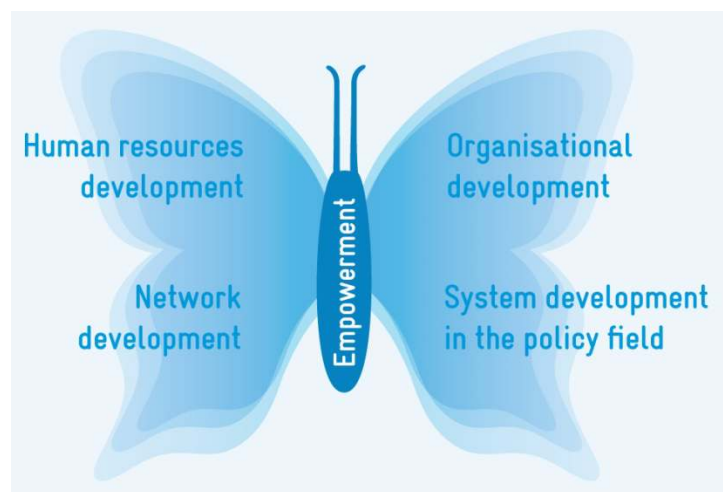 Human resources
development
Organisational
development
Empowerment
Network
development
System development
in the policy field